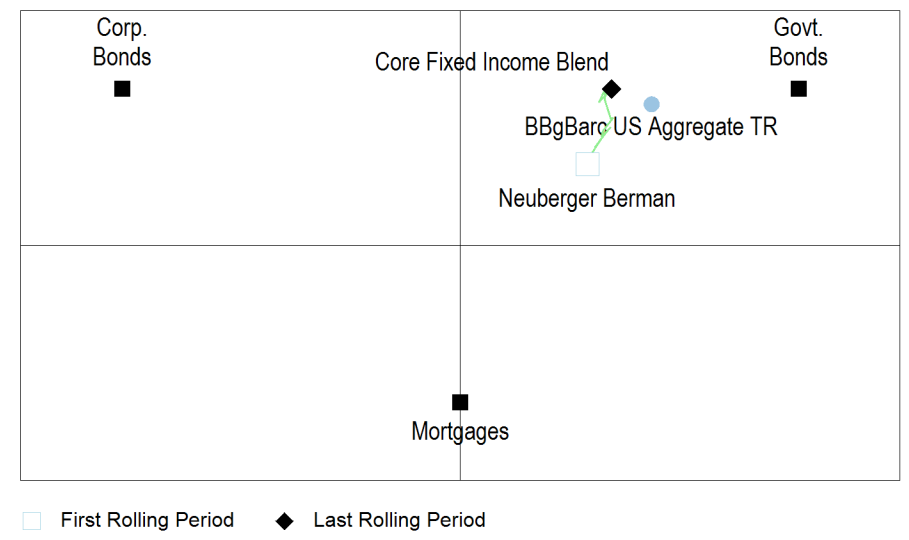 Corp.
Bonds
Govt.
Bonds
Core Fixed Income Blend
BBgBarc US Aggregate TR
Neuberger Berman
Mortgages
First Rolling Period
Last Rolling Period